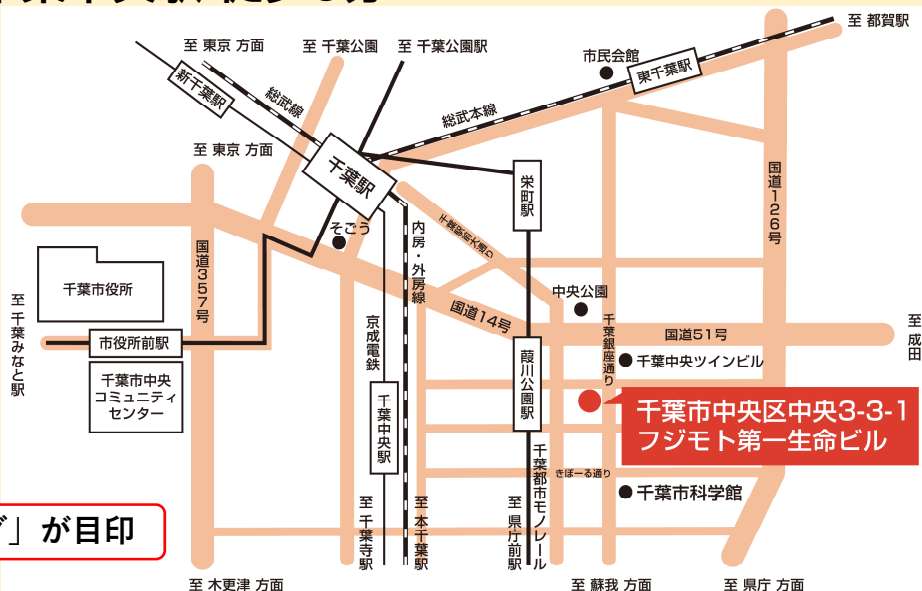 至 都賀駅
至 東京 方面
至 千葉公園
至 千葉公園駅
市民会館
東千葉駅
新千葉駅
総武線
総武本線
至 東京 方面
千葉駅
栄町駅
国道126号
そごう
千葉駅前大通り
内房・外房線
国道357号
千葉市役所
中央公園
国道14号
至 千葉みなと駅
市役所前駅
京成電鉄
千葉銀座通り
国道51号
至 成田
葭川公園駅
千葉中央ツインビル
千葉市中央
コミュニティ
センター
千葉中央駅
千葉市中央区中央3-3-1
フジモト第一生命ビル
千葉都市モノレール
きぼーる通り
千葉市科学館
」が目印
至 千葉寺駅
至 本千葉駅
至 県庁前駅
至 木更津 方面
至 蘇我 方面
至 県庁 方面